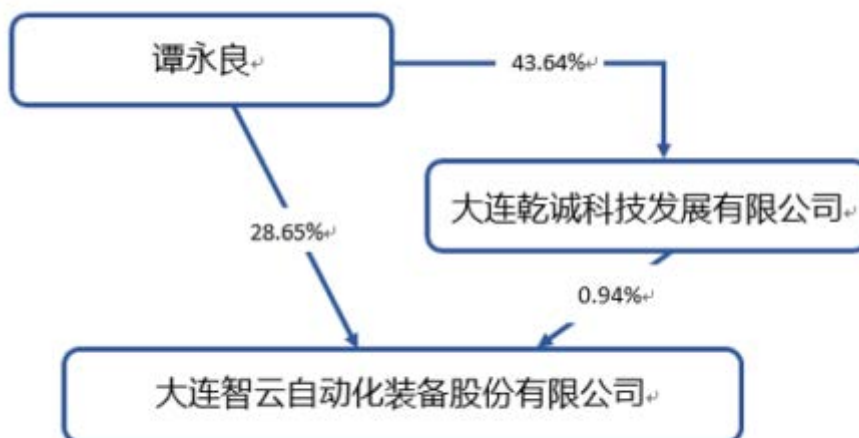 谭永良
43.64%
大连乾诚科技发展有限公司
28.65%
0.94%
大连智云自动化装备股份有限公司